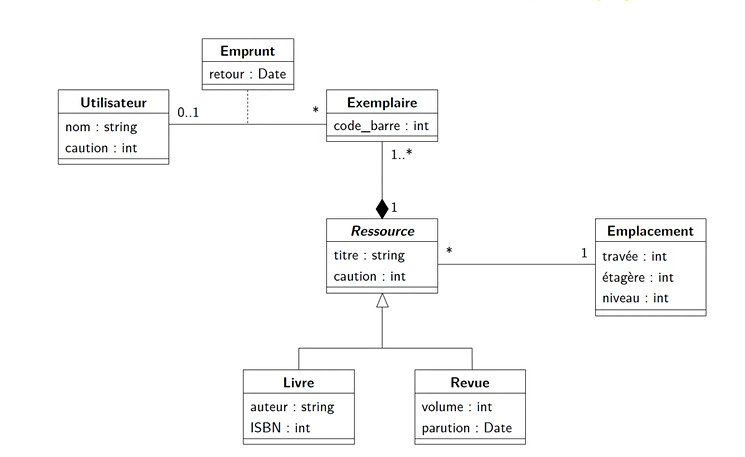 Emprunt
retour : Date
Utilisateur
nom : string
caution : int
0..1
*
Exemplaire
code_barre : int
1..*
1
Ressource
titre : string
caution : int
*
1
Emplacement
travée : int
étagère : int
niveau : int
Livre
auteur : string
ISBN : int
Revue
volume : int
parution : Date